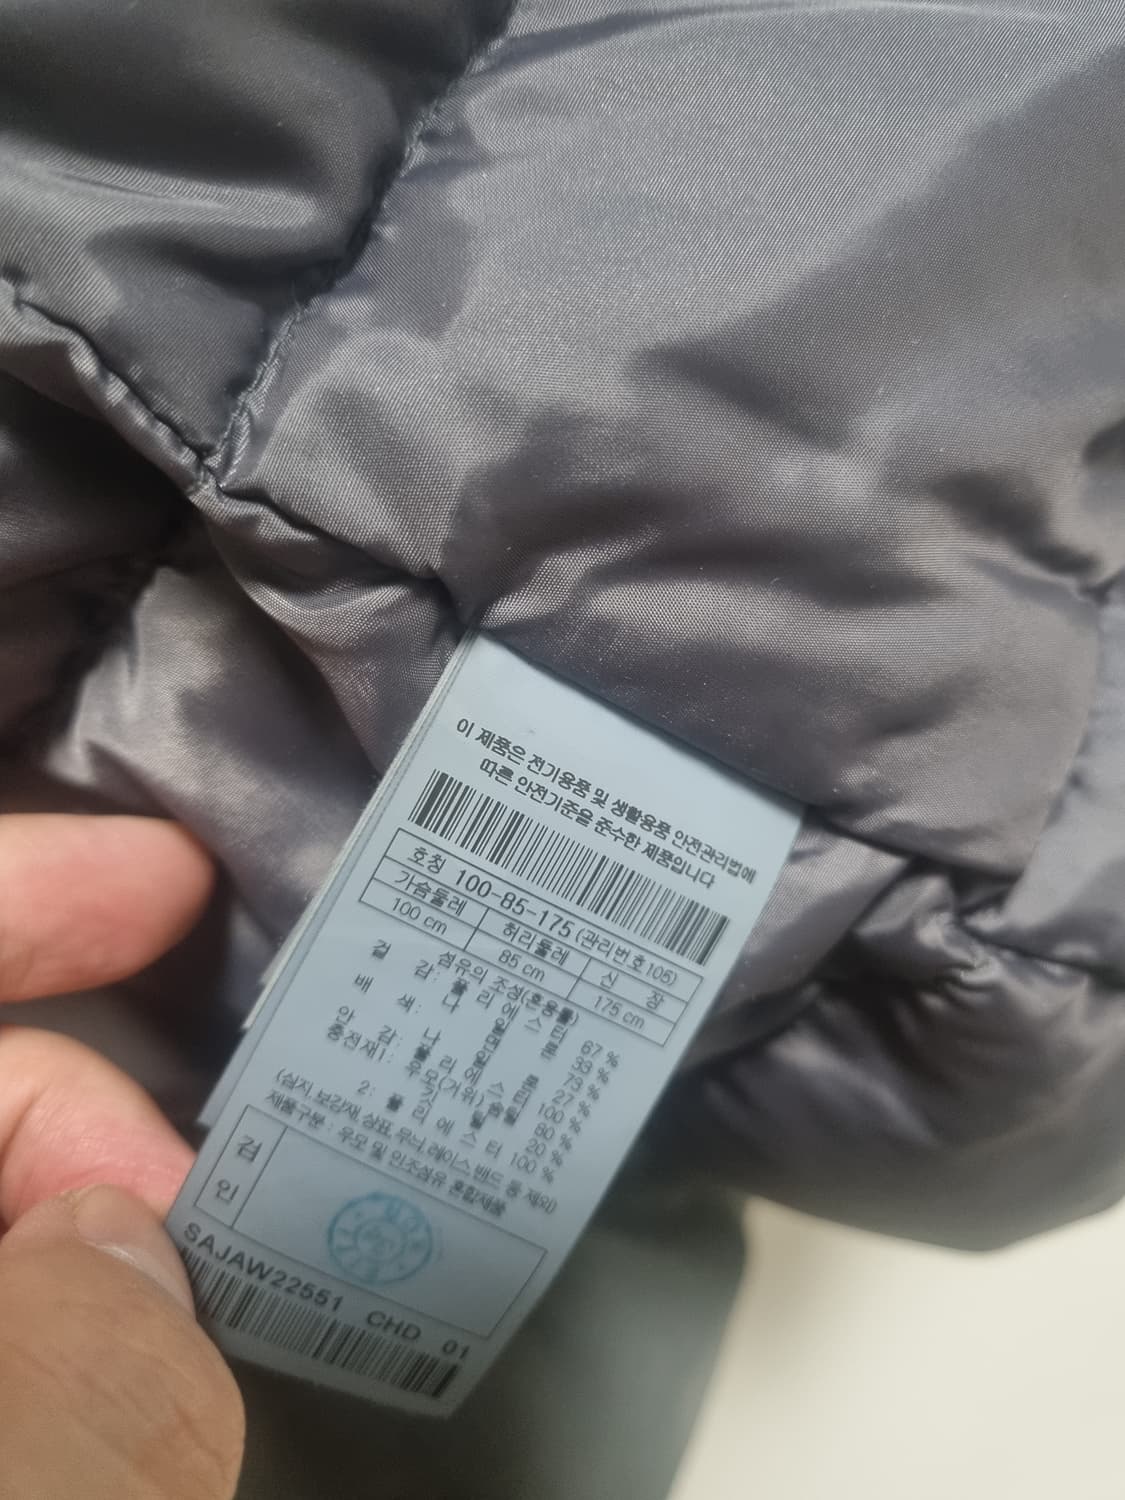 이 제품은 전기용품 및 생활용품 안전관리법에
따른 안전기준을 준수한 제품입니다
호칭 100-85-175 (관리번호105)
가슴둘레 허리둘레 신 장
100 cm 85 cm 175 cm
섬유의 조성(혼용률)
겉 감: 폴 리 에 스 터 67 %
33 %
배 색: 나 일 론 73 %
27 %
안 감: 폴 리 에 스 터 100 %
충전재1: 우모(거위) 솜털 80 %
깃털 20 %
2: 폴 리 에 스 터 100 %
(심지, 보강재, 상표, 무늬, 레이스 밴드 등 제외)
제품구분 : 우모 및 인조섬유 혼합제품
검 인
SAJAW22551 CHD 01